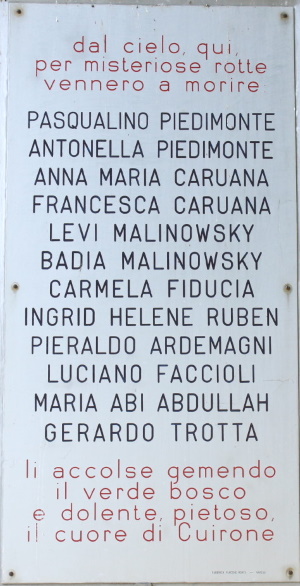 dal cielo, qui,
per misteriose rotte
vennero a morire
PASQUALINO PIEDIMONTE
ANTONELLA PIEDIMONTE
ANNA MARIA CARUANA
FRANCESCA CARUANA
LEVI MALINOWSKY
BADIA MALINOWSKY
CARMELA FIDUCIA
INGRID HELENE RUBEN
PIERALDO ARDEMAGNI
LUCIANO FACCIOLI
MARIA ABI ABDULLAH
GERARDO TROTTA
li accolse gemendo
il verde bosco
e dolente, pietoso,
il cuore di Cuirone